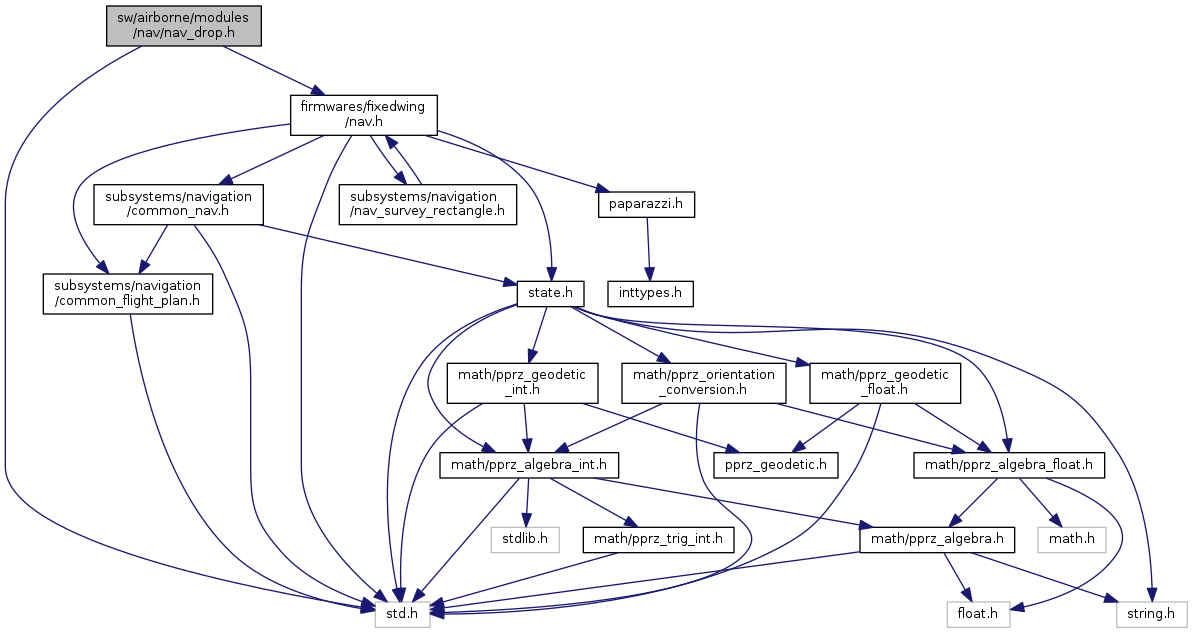 sw/airborne/modules
/nav/nav_drop.h
firmwares/fixedwing
/nav.h
subsystems/navigation
/common_nav.h
subsystems/navigation
/nav_survey_rectangle.h
paparazzi.h
subsystems/navigation
/common_flight_plan.h
state.h
inttypes.h
math/pprz_geodetic
_int.h
math/pprz_orientation
_conversion.h
math/pprz_geodetic
_float.h
math/pprz_algebra_int.h
pprz_geodetic.h
math/pprz_algebra_float.h
stdlib.h
math/pprz_trig_int.h
math/pprz_algebra.h
math.h
std.h
float.h
string.h